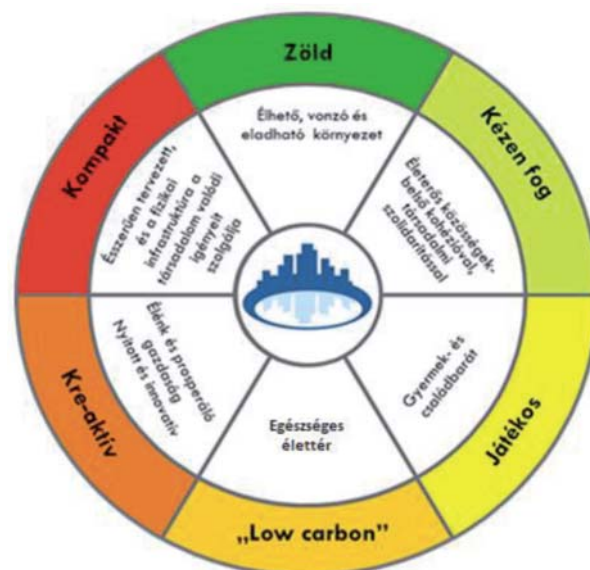 Zöld
Élhető, vonzó és
eladható környezet
Kézen fog
Életerős közösségek-
belső kohézióval,
társadalmi
szolidaritással
Játékos
Gyermek- és
családbarát
„Low carbon”
Egészséges
élettér
Kre-aktív
Élénk és prosperáló
gazdaság
Nyitott és innovatív
Kompakt
Ésszerűen tervezett,
és a fizikai
infrastruktúra a
társadalom valódi
igényeit
szolgálja